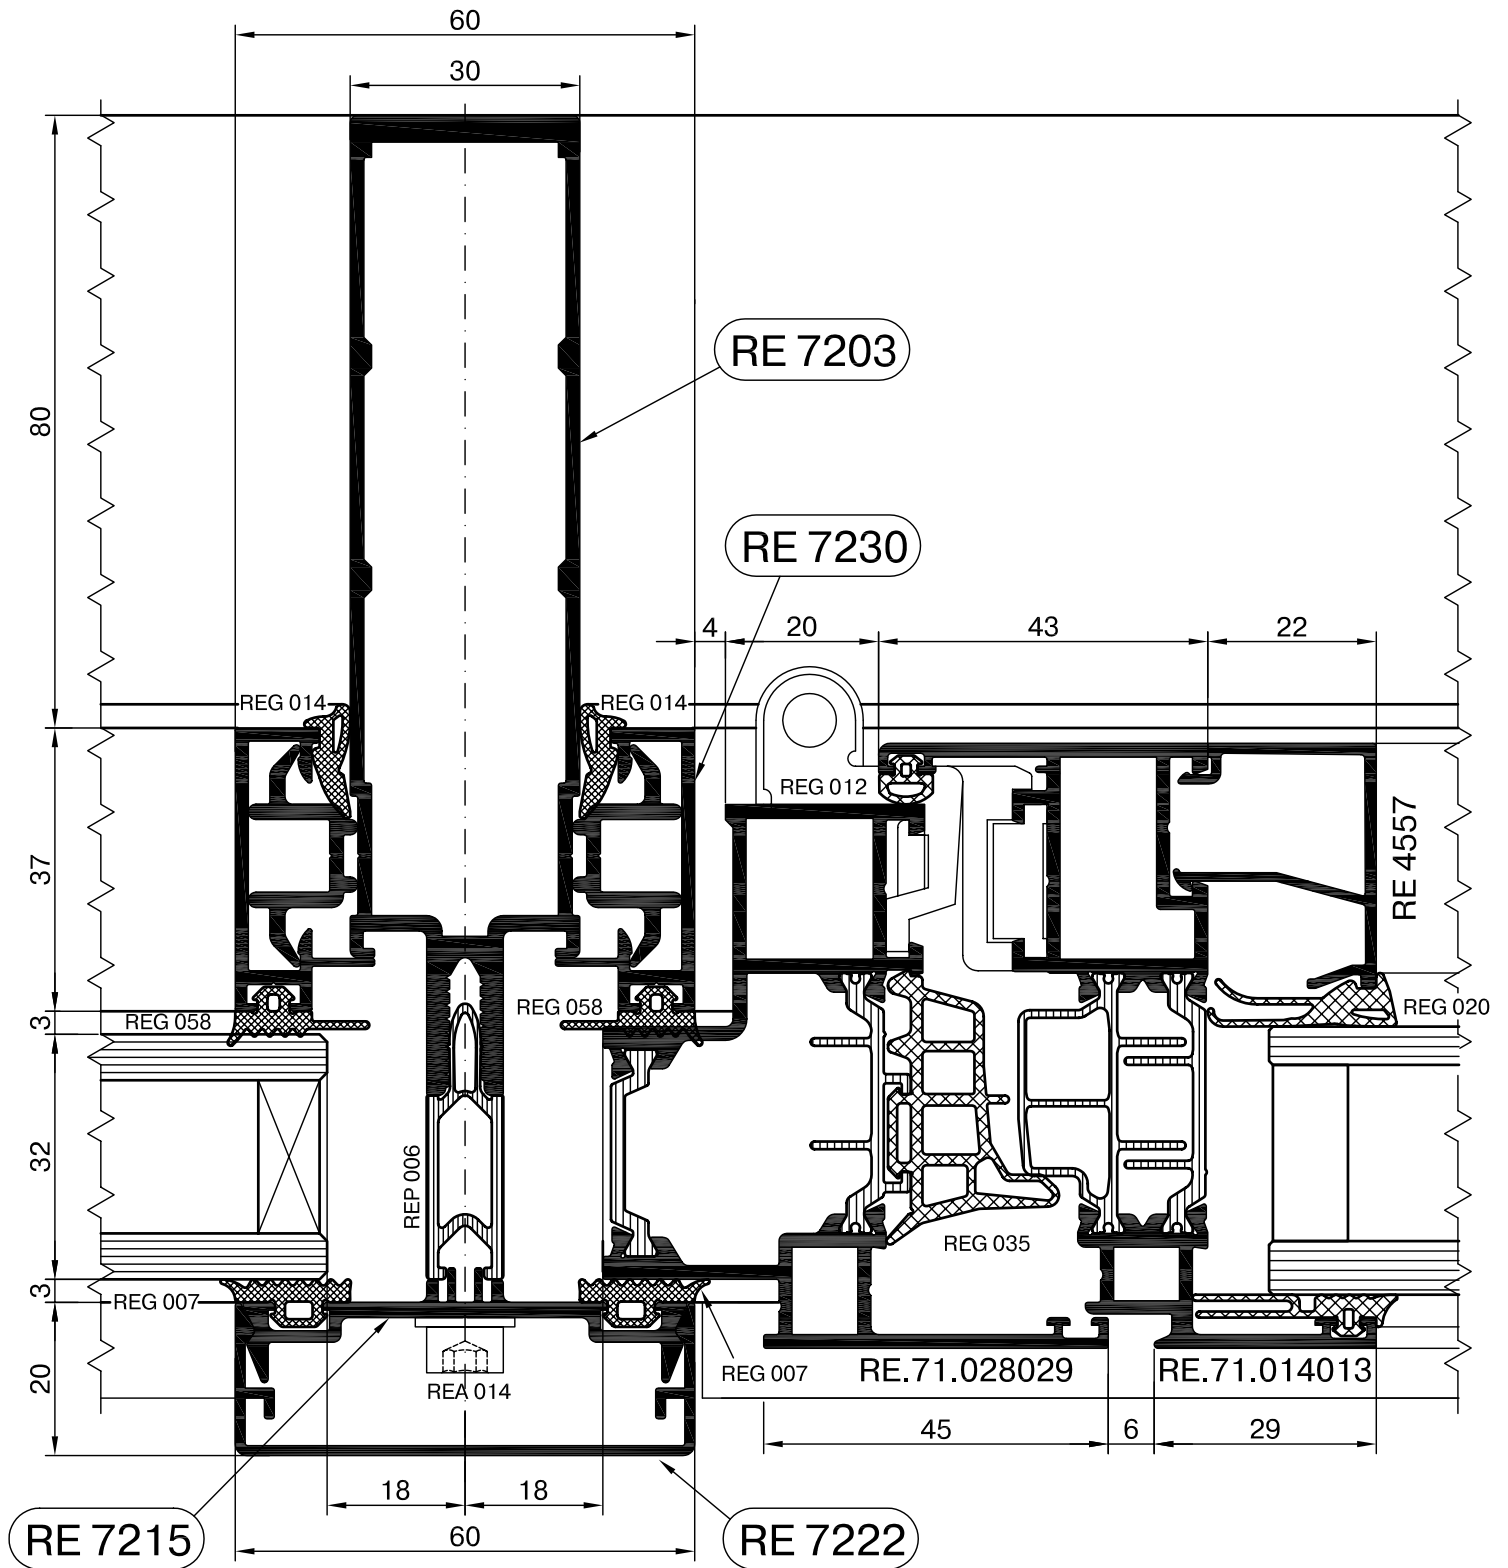 60
30
RE 7203
80
RE 7230
4
20
43
22
REG 014
REG 014
REG 012
RE 4557
37
REG 058
REG 058
REG 020
3
32
REP 006
REG 035
3
REG 007
REG 007
RE.71.028029
RE.71.014013
20
REA 014
45
6
29
18
18
RE 7215
60
RE 7222